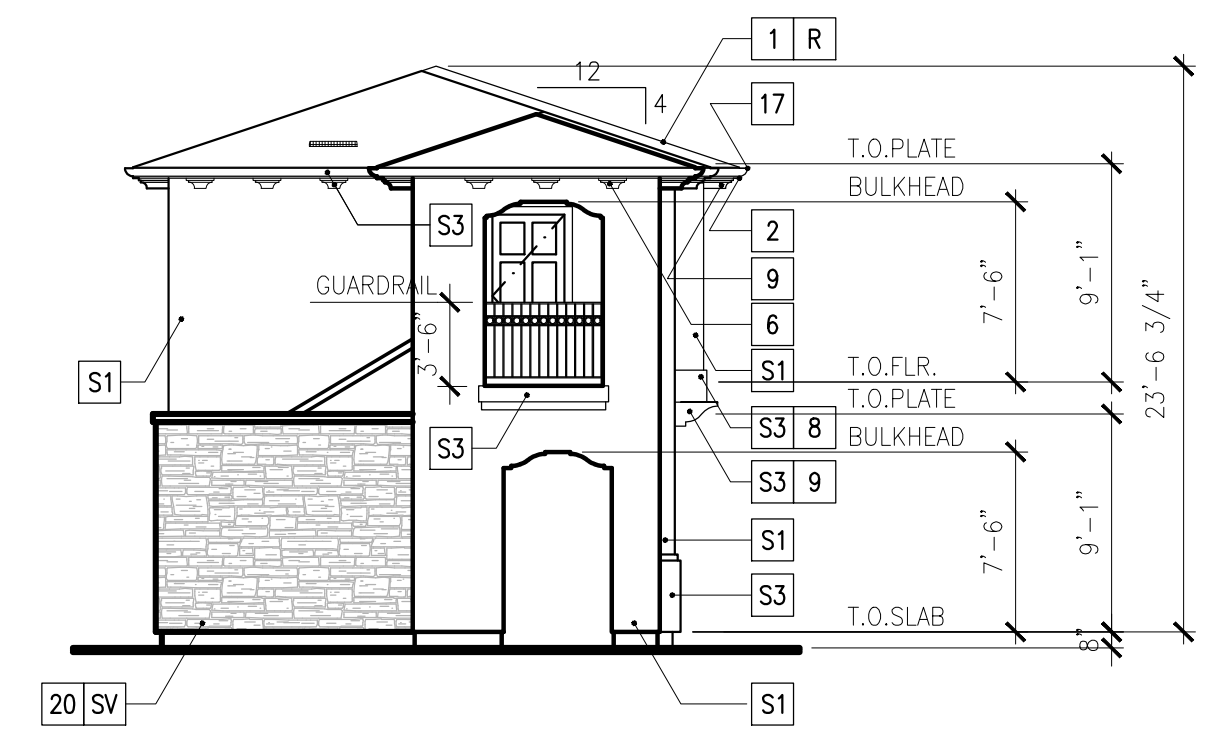 1 R
12
4
17
T.O.PLATE
BULKHEAD
S3
2
9
GUARDRAIL
6
3'-6"
7'-6"
9'-1"
23'-6 3/4"
S1
S1
T.O.FLR.
T.O.PLATE
S3
S3 8
BULKHEAD
S3 9
S1
7'-6"
9'-1"
S3
T.O.SLAB
8"
20 SV
S1